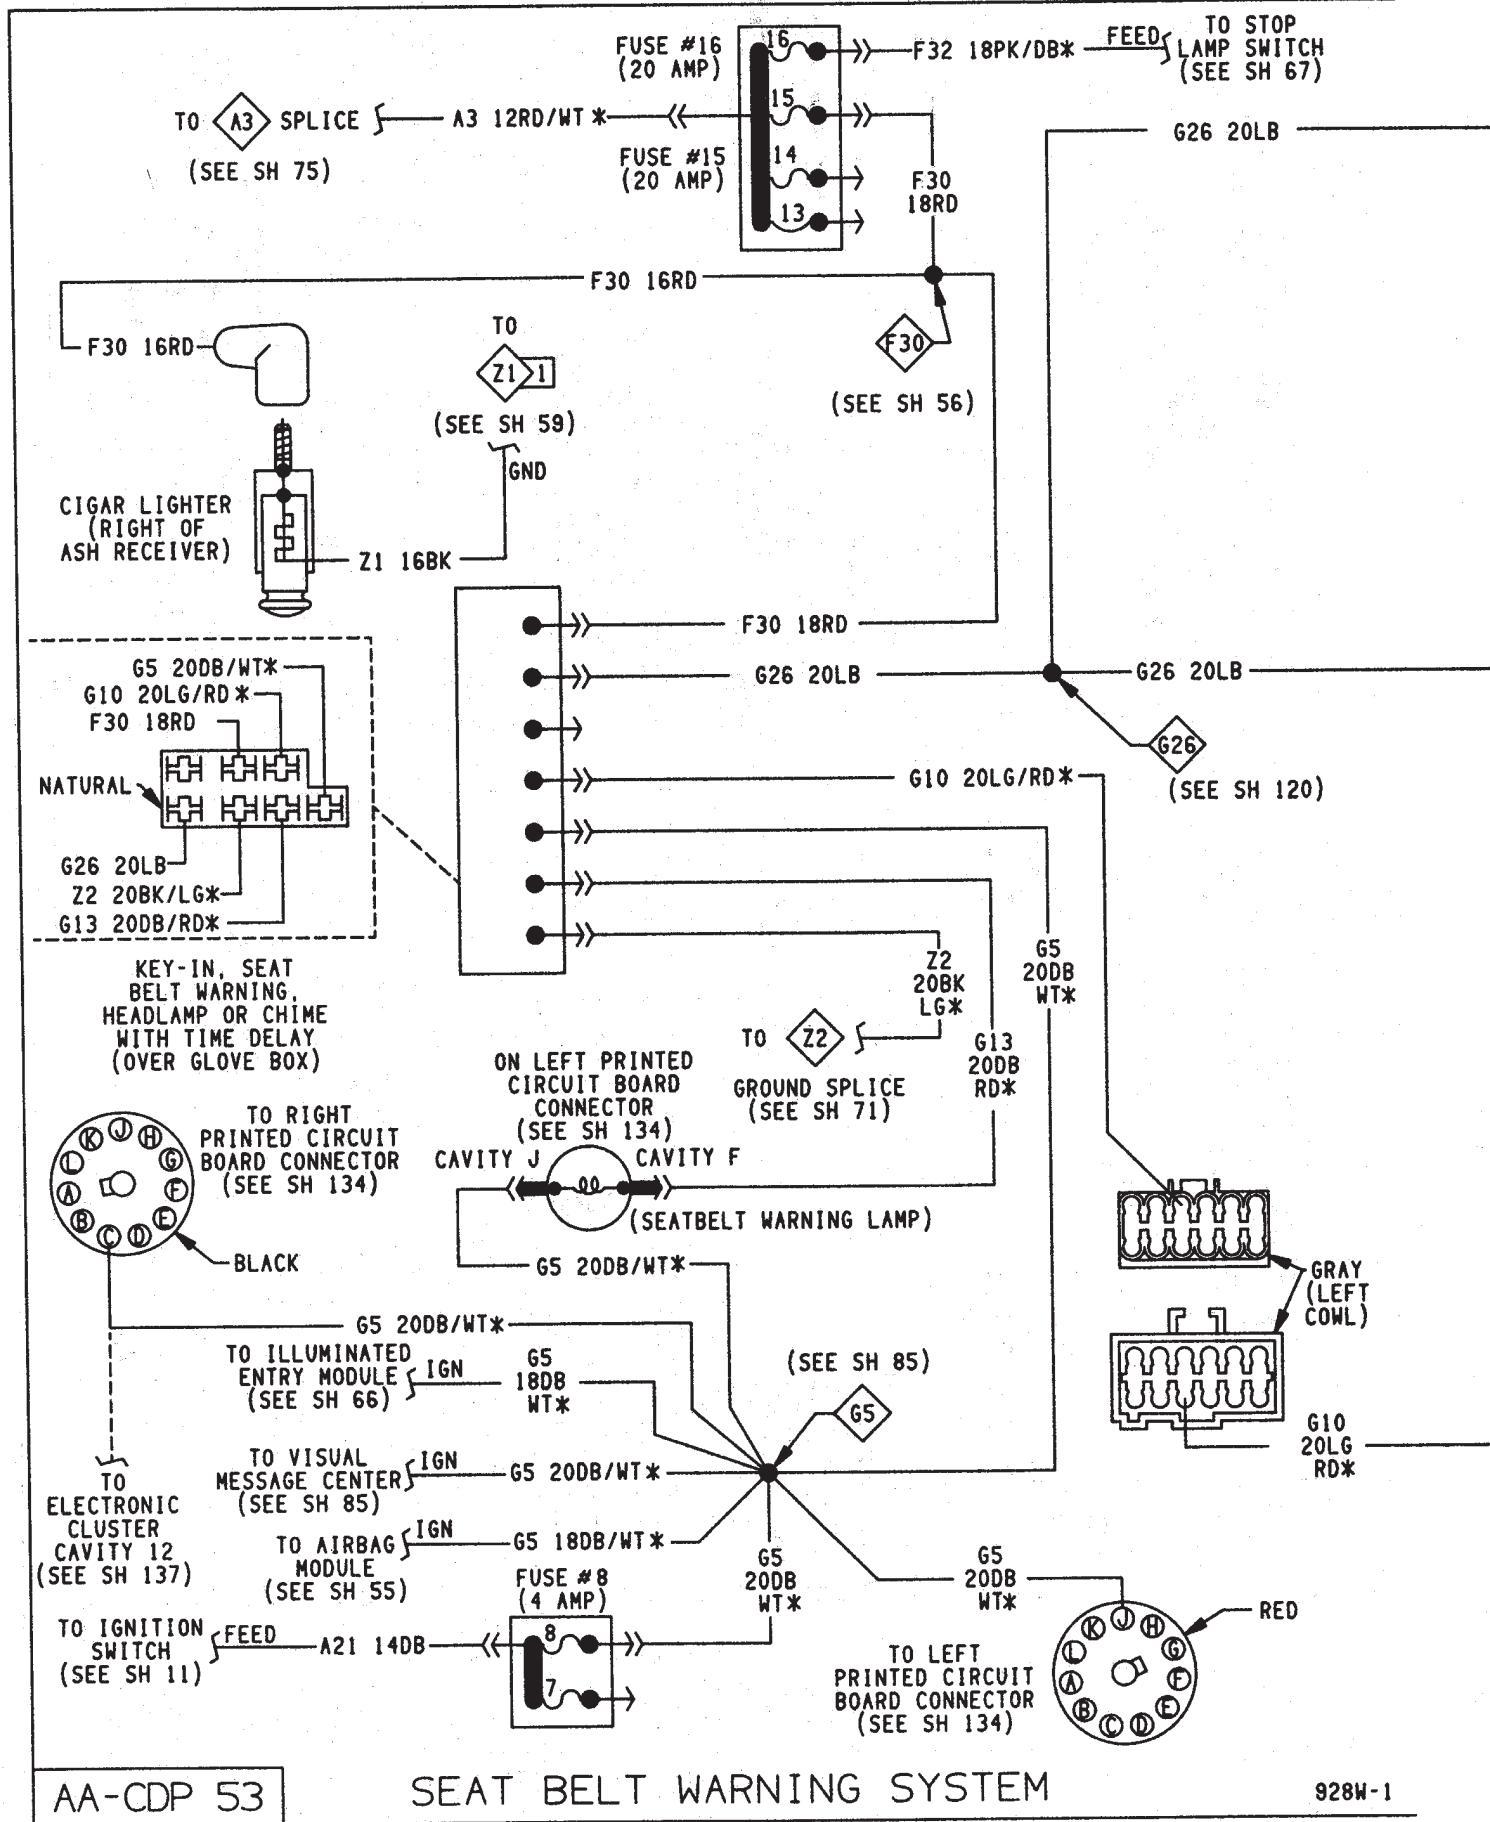 FUSE #16
(20 AMP)
16
F32 18PK/DB*
FEED
TO STOP
LAMP SWITCH
(SEE SH 67)
TO A3 SPLICE
(SEE SH 75)
A3 12RD/WT *
15
FUSE #15
(20 AMP)
14
13
F30
18RD
G26 20LB
F30 16RD
F30 16RD
TO
Z1 1
(SEE SH 59)
GND
F30
(SEE SH 56)
CIGAR LIGHTER
(RIGHT OF
ASH RECEIVER)
Z1 16BK
F30 18RD
G26 20LB
G26 20LB
G26
(SEE SH 120)
G10 20LG/RD*
G5 20DB/WT*
G10 20LG/RD*
F30 18RD
NATURAL
G26 20LB
Z2 20BK/LG*
G13 20DB/RD*
KEY-IN, SEAT
BELT WARNING,
HEADLAMP OR CHIME
WITH TIME DELAY
(OVER GLOVE BOX)
Z2
20BK
LG*
G5
20DB
WT*
TO Z2
GROUND SPLICE
(SEE SH 71)
G13
20DB
RD*
ON LEFT PRINTED
CIRCUIT BOARD
CONNECTOR
(SEE SH 134)
CAVITY J
CAVITY F
(SEATBELT WARNING LAMP)
TO RIGHT
PRINTED CIRCUIT
BOARD CONNECTOR
(SEE SH 134)
J
H
G
F
E
D
C
B
A
L
K
BLACK
G5 20DB/WT*
G5 20DB/WT*
TO ILLUMINATED
ENTRY MODULE
(SEE SH 66)
IGN
G5
18DB
WT*
(SEE SH 85)
G5
GRAY
(LEFT
COWL)
G10
20LG
RD*
TO VISUAL
MESSAGE CENTER
(SEE SH 85)
IGN
G5 20DB/WT*
TO
ELECTRONIC
CLUSTER
CAVITY 12
(SEE SH 137)
TO AIRBAG
MODULE
(SEE SH 55)
IGN
G5 18DB/WT*
FUSE #8
(4 AMP)
G5
20DB
WT*
G5
20DB
WT*
TO IGNITION
SWITCH
(SEE SH 11)
FEED
A21 14DB
8
7
TO LEFT
PRINTED CIRCUIT
BOARD CONNECTOR
(SEE SH 134)
J
H
G
F
E
D
C
B
A
L
K
RED
AA-CDP 53
SEAT BELT WARNING SYSTEM
928W-1